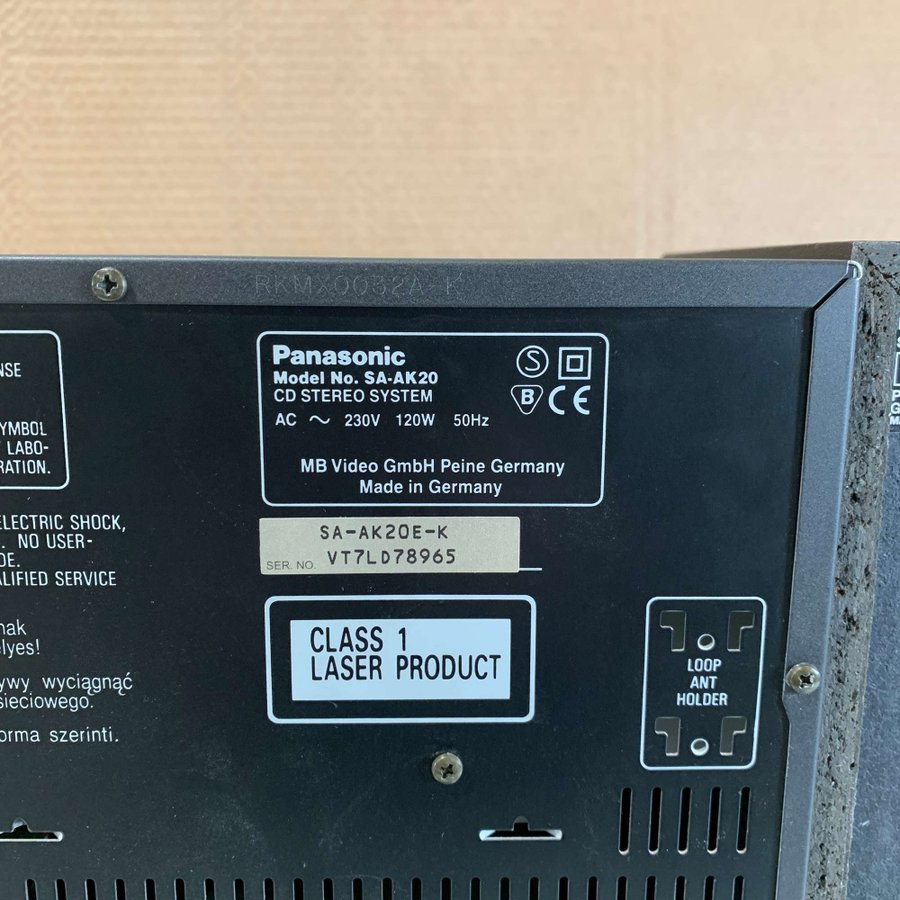 RKMX0032A-K
NSE
YMBOL
LABO-
RATION.
ELECTRIC SHOCK,
. NO USER-
DE.
ALIFIED SERVICE
nak
elyes!
ywy wyciągnąć
sieciowego.
orma szerinti.
Panasonic
Model No. SA-AK20
CD STEREO SYSTEM
AC ~ 230V 120W 50Hz
S
B CE
MB Video GmbH Peine Germany
Made in Germany
SA-AK20E-K
SER. NO. VT7LD78965
CLASS 1
LASER PRODUCT
LOOP
ANT
HOLDER
S
P
G
M